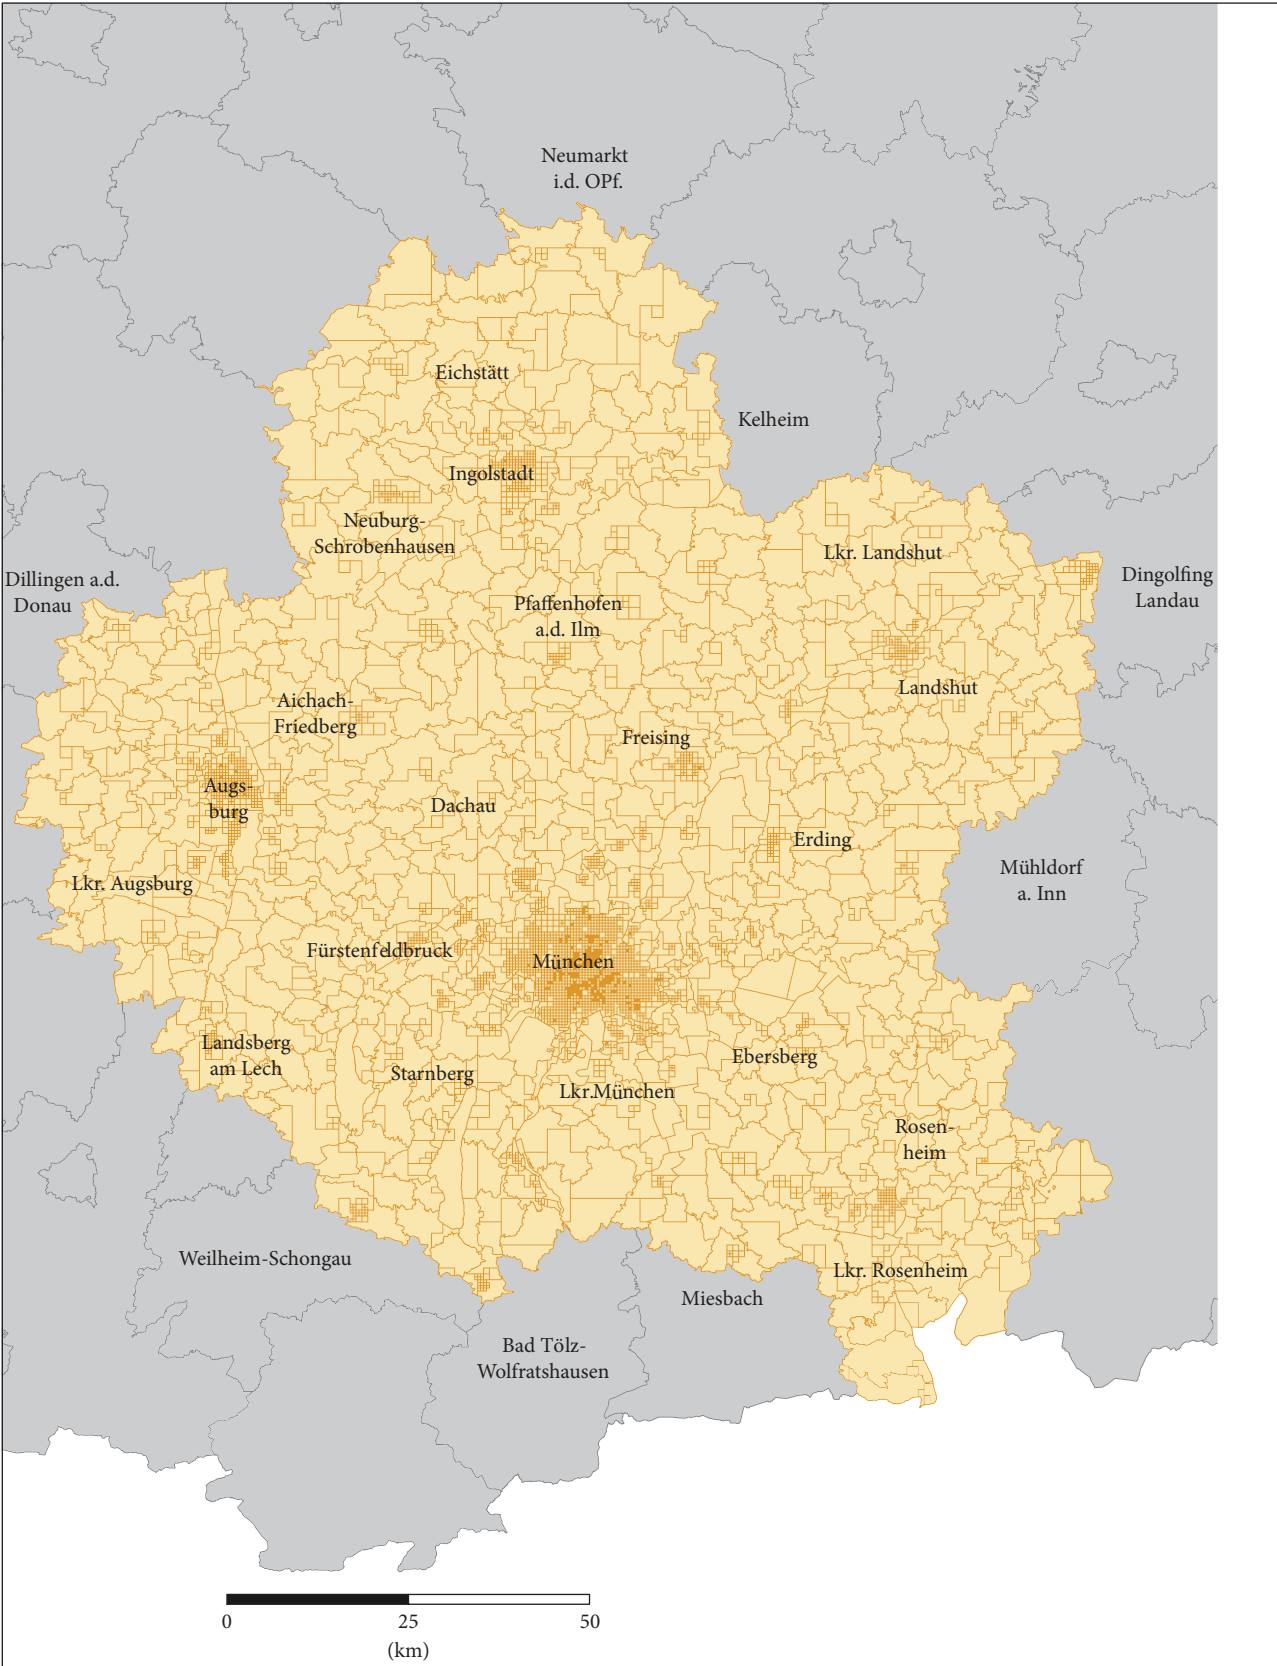 Neumarkt
i.d. OPf.
Eichstätt
Kelheim
Ingolstadt
Neuburg-
Schrobenhausen
Lkr. Landshut
Dillingen a.d.
Donau
Dingolfing
Landau
Pfaffenhofen
a.d. Ilm
Landshut
Aichach-
Friedberg
Freising
Augs-
burg
Dachau
Erding
Mühldorf
a. Inn
Lkr. Augsburg
Fürstenfeldbruck
München
Landsberg
am Lech
Starnberg
Ebersberg
Lkr.München
Rosen-
heim
Weilheim-Schongau
Lkr. Rosenheim
Miesbach
Bad Tölz-
Wolfratshausen
0 25 50
(km)